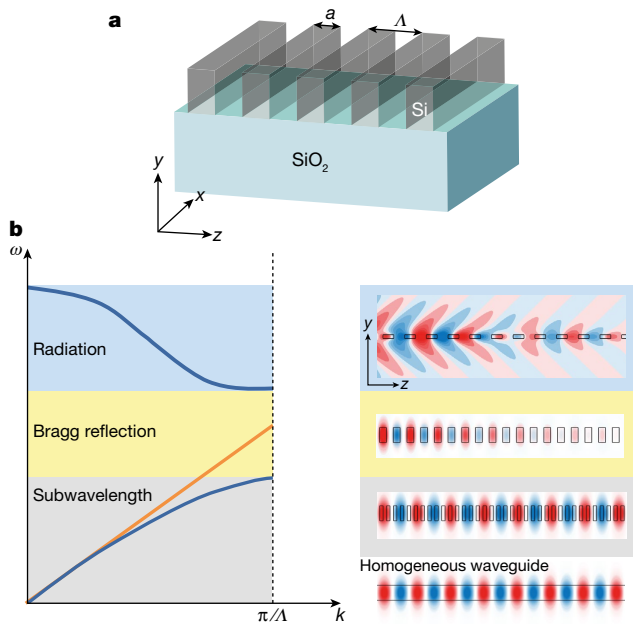 a
a
Λ
Si
SiO₂
y
x
z
b
ω
Radiation
Bragg reflection
Subwavelength
π/Λ
k
y
z
Homogeneous waveguide